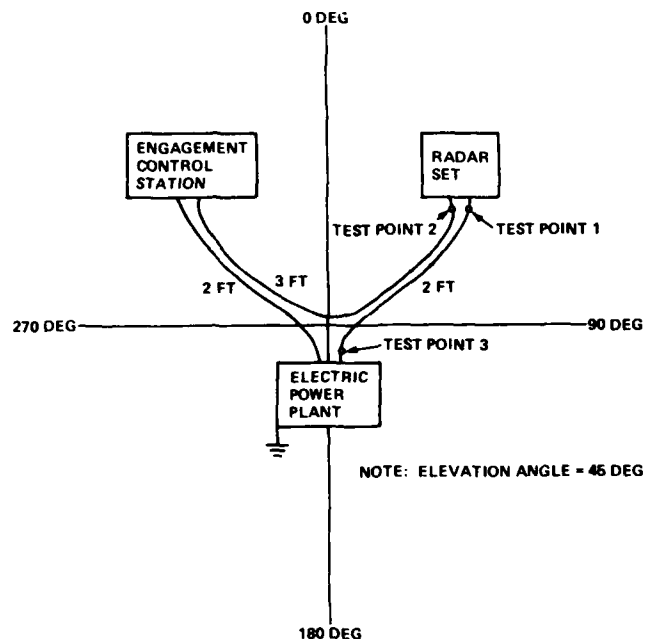 0 DEG
ENGAGEMENT
CONTROL
STATION
RADAR
SET
TEST POINT 2
TEST POINT 1
3 FT
2 FT
2 FT
270 DEG
90 DEG
TEST POINT 3
ELECTRIC
POWER
PLANT
NOTE: ELEVATION ANGLE = 45 DEG
180 DEG